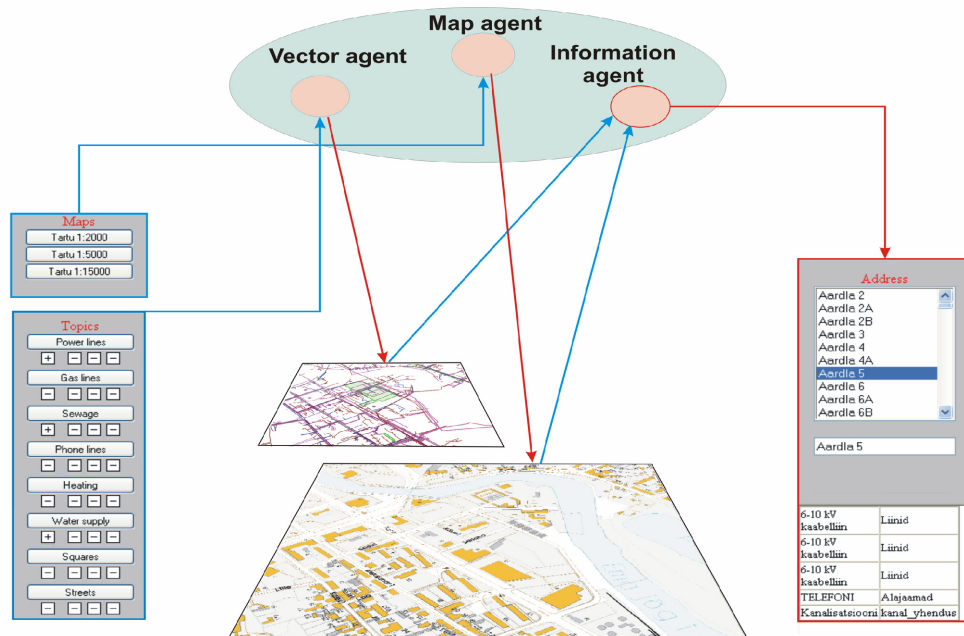 Map agent
Vector agent
Information
agent
Maps
Tartu 1:2000
Tartu 1:5000
Tartu 1:15000
Topics
Power lines
+ − − −
Gas lines
− − − −
Sewage
+ − − −
Phone lines
− − − −
Heating
− − − −
Water supply
+ − − −
Squares
− − − −
Streets
− − − −
Address
Aardla 2
Aardla 2A
Aardla 2B
Aardla 3
Aardla 4
Aardla 4A
Aardla 5
Aardla 6
Aardla 6A
Aardla 6B
Aardla 5
6-10 kV
kaabelliin
Liinid
6-10 kV
kaabelliin
Liinid
6-10 kV
kaabelliin
Liinid
TELEFONI Alajaamad
Kanalisatsiooni kanal_yhendus